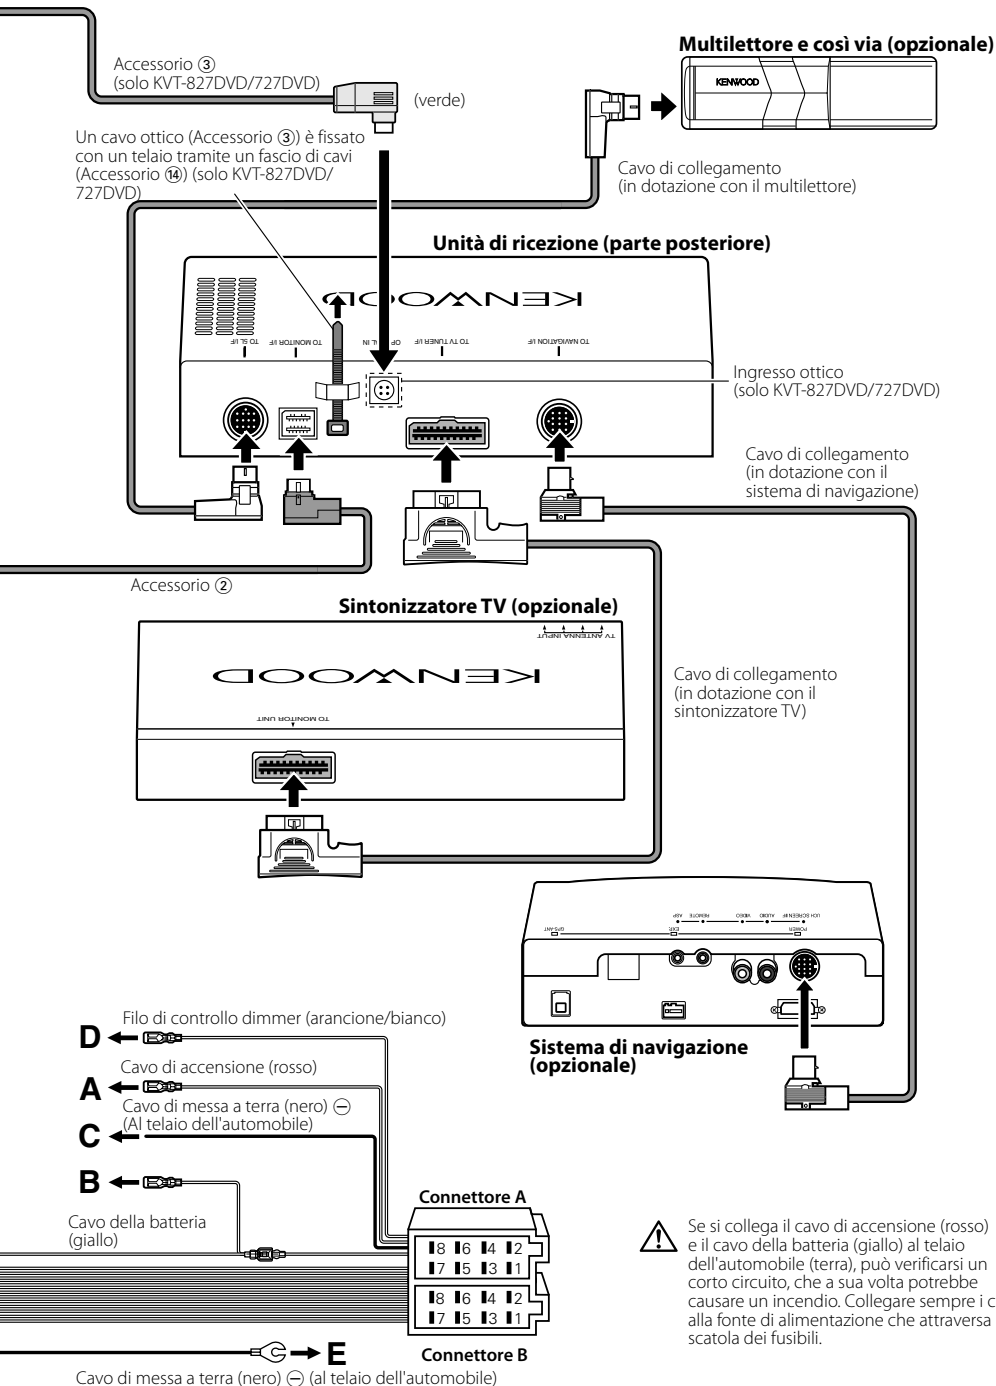 Multilettore e così via (opzionale)
Accessorio ③
(solo KVT-827DVD/727DVD)
(verde)
KENWOOD
Un cavo ottico (Accessorio ③) è fissato
con un telaio tramite un fascio di cavi
(Accessorio ⑭) (solo KVT-827DVD/
727DVD)
Cavo di collegamento
(in dotazione con il multilettore)
Unità di ricezione (parte posteriore)
KENWOOD
TO 5L I/F
TO MONITOR I/F
TO TV TUNER I/F
TO NAVIGATION I/F
Ingresso ottico
(solo KVT-827DVD/727DVD)
Cavo di collegamento
(in dotazione con il
sistema di navigazione)
Accessorio ②
Sintonizzatore TV (opzionale)
TV ANTENNA INPUT
KENWOOD
TO MONITOR UNIT
Cavo di collegamento
(in dotazione con il
sintonizzatore TV)
ASP
REMOTE
VIDEO
AUDIO
UCH SCREEN I/F
GPS-ANT
EXP.
POWER
Sistema di navigazione
(opzionale)
Filo di controllo dimmer (arancione/bianco)
D
Cavo di accensione (rosso)
A
Cavo di messa a terra (nero) ⊖
(Al telaio dell'automobile)
C
B
Cavo della batteria
(giallo)
Connettore A
8 6 4 2
7 5 3 1
8 6 4 2
7 5 3 1
Connettore B
E
Cavo di messa a terra (nero) ⊖ (al telaio dell'automobile)
Se si collega il cavo di accensione (rosso)
e il cavo della batteria (giallo) al telaio
dell'automobile (terra), può verificarsi un
corto circuito, che a sua volta potrebbe
causare un incendio. Collegare sempre i c
alla fonte di alimentazione che attraversa
scatola dei fusibili.